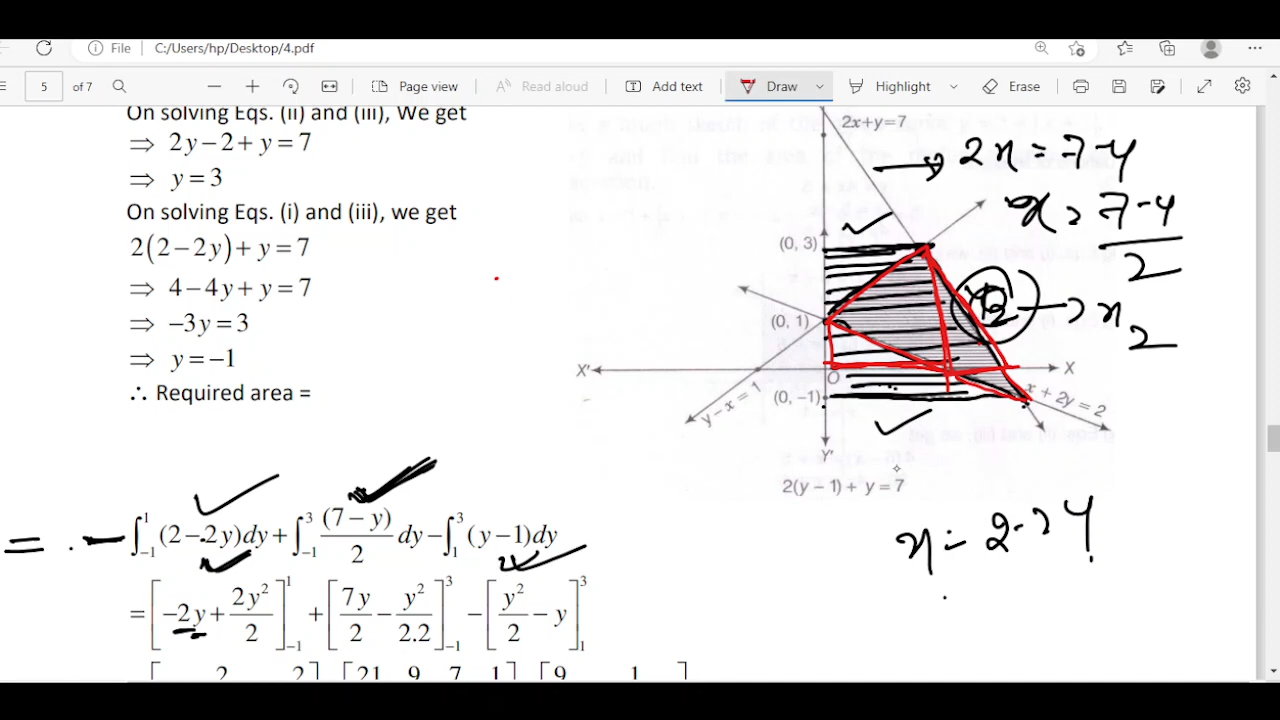 File C:/Users/hp/Desktop/4.pdf
5 of 7 Page view Read aloud Add text Draw Highlight Erase
On solving Eqs. (ii) and (iii), We get
⇒ 2y−2+y=7
⇒ y=3
On solving Eqs. (i) and (iii), we get
2(2−2y)+y=7
⇒ 4−4y+y=7
⇒ −3y=3
⇒ y=−1
∴ Required area =
= − ∫_{-1}^{1} (2−2y)dy + ∫_{-1}^{3} (7−y)/2 dy − ∫_{1}^{3} (y−1)dy
= [−2y + 2y²/2]_{-1}^{1} + [7y/2 − y²/2.2]_{-1}^{3} − [y²/2 − y]_{1}^{3}
2x+y=7
(0, 3)
(0, 1)
X'
O
X
(0, −1)
y−x=1
x+2y=2
Y'
2(y−1)+y=7
2x=7-y
x=7-y
2
x=2-2y